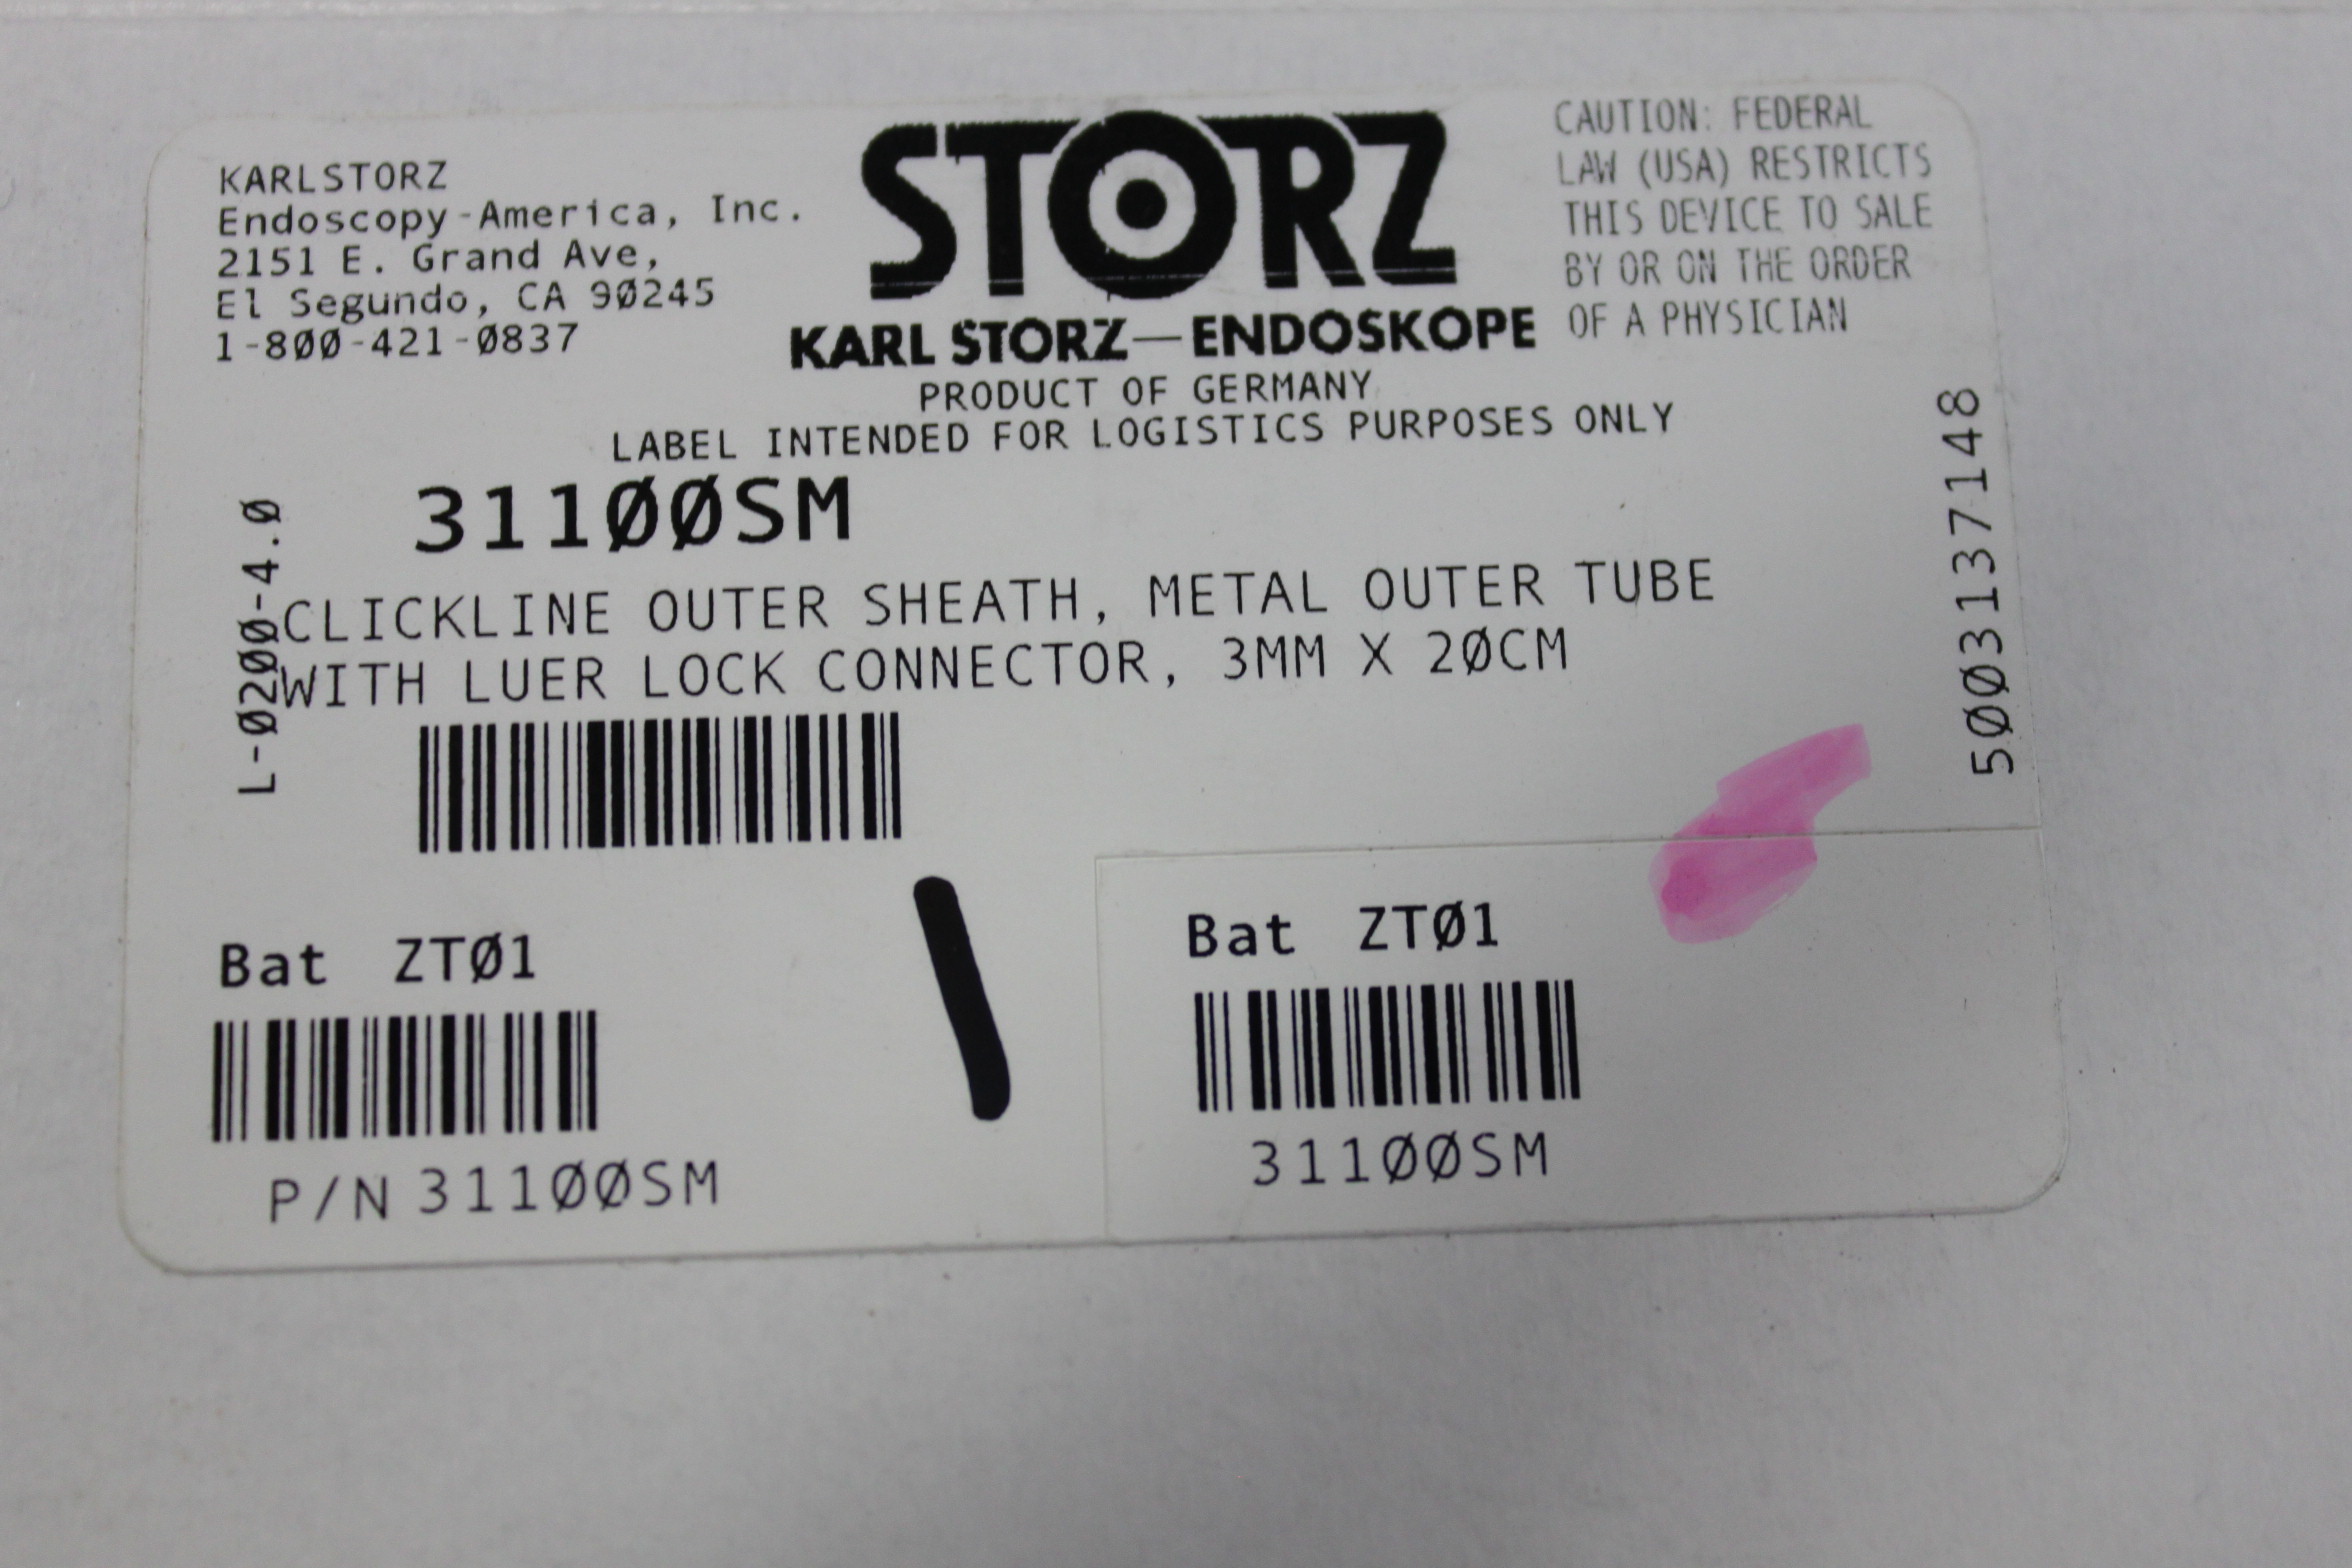 KARLSTORZ
Endoscopy-America, Inc.
2151 E. Grand Ave,
El Segundo, CA 90245
1-800-421-0837
STORZ
KARL STORZ—ENDOSKOPE
CAUTION: FEDERAL
LAW (USA) RESTRICTS
THIS DEVICE TO SALE
BY OR ON THE ORDER
OF A PHYSICIAN
PRODUCT OF GERMANY
LABEL INTENDED FOR LOGISTICS PURPOSES ONLY
31100SM
L-0200-4.0
CLICKLINE OUTER SHEATH, METAL OUTER TUBE
WITH LUER LOCK CONNECTOR, 3MM X 20CM
5003137148
Bat ZT01
P/N 31100SM
Bat ZT01
31100SM